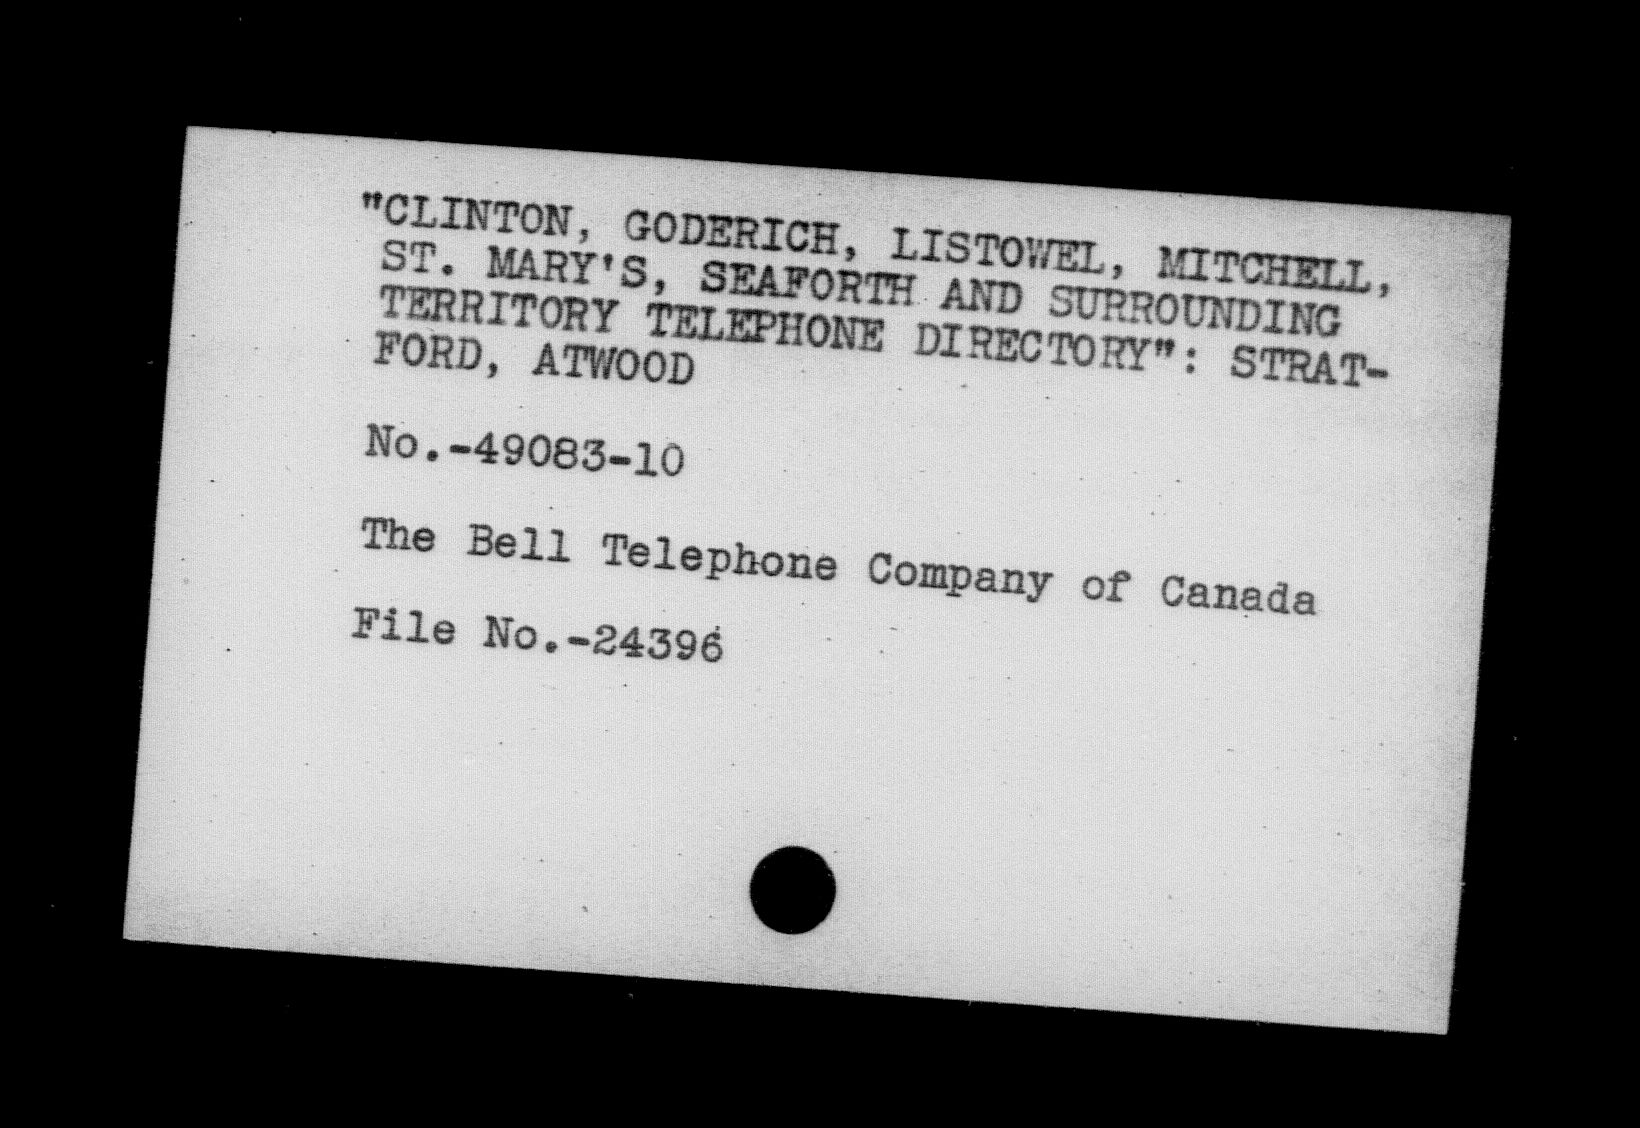 "CLINTON, GODERICH, LISTOWEL, MITCHELL,
ST. MARY'S, SEAFORTH AND SURROUNDING
TERRITORY TELEPHONE DIRECTORY": STRAT-
FORD, ATWOOD
No.-49083-10
The Bell Telephone Company of Canada
File No.-24396